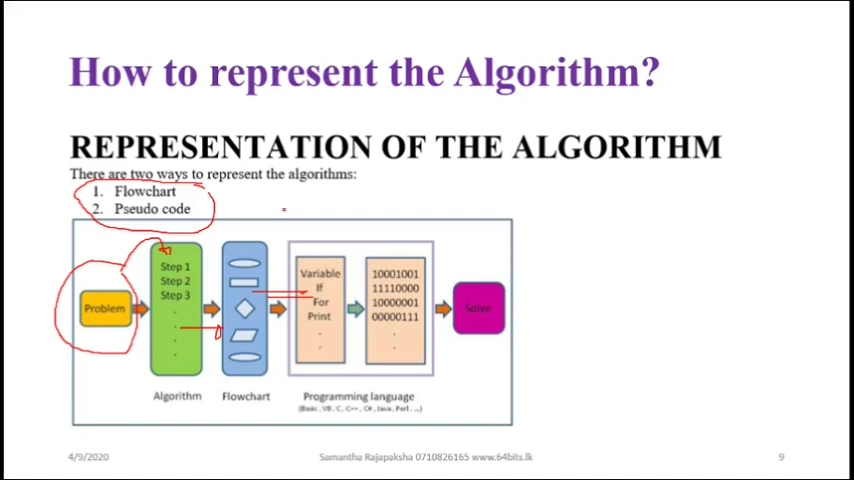 How to represent the Algorithm?
REPRESENTATION OF THE ALGORITHM
There are two ways to represent the algorithms:
1. Flowchart
2. Pseudo code
Problem
Step 1
Step 2
Step 3
.
.
.
.
Variable
If
For
Print
.
.
10001001
11110000
10000001
00000111
.
.
Solve
Algorithm
Flowchart
Programming language
(Basic, VB, C, C++, C#, Java, Perl, ...)
4/9/2020
Samantha Rajapaksha 0710826165 www.64bits.lk
9